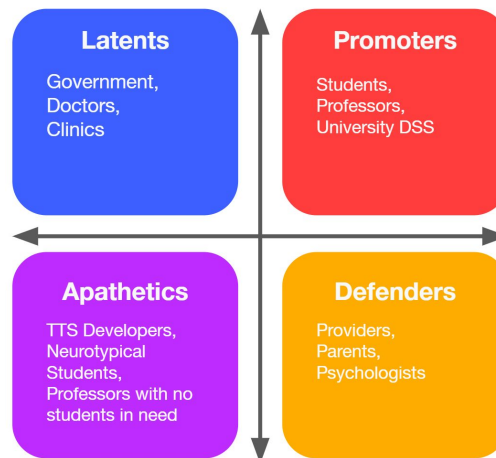 Latents
Government,
Doctors,
Clinics
Promoters
Students,
Professors,
University DSS
Apathetics
TTS Developers,
Neurotypical
Students,
Professors with no
students in need
Defenders
Providers,
Parents,
Psychologists